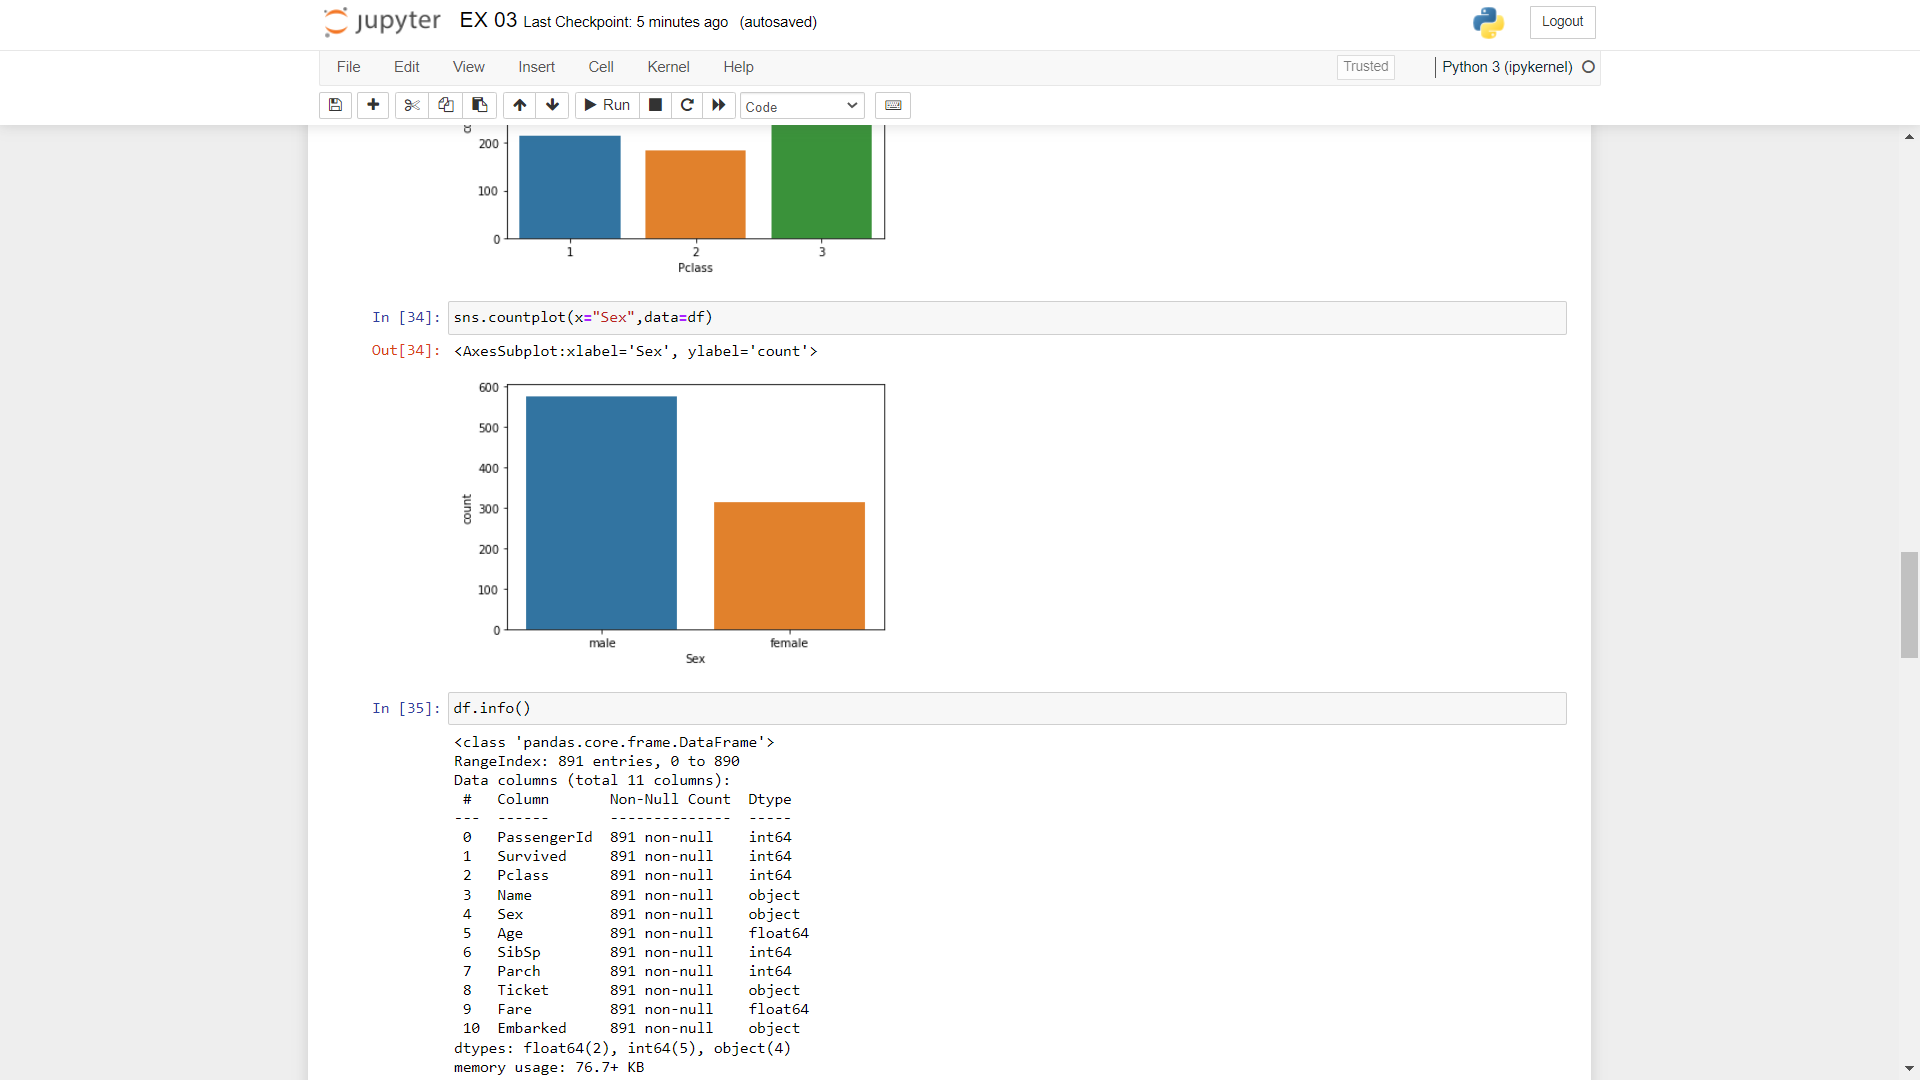 jupyter EX 03 Last Checkpoint: 5 minutes ago (autosaved) Logout
File Edit View Insert Cell Kernel Help Trusted Python 3 (ipykernel)
Run Code
200
100
0
1 2 3
Pclass
In [34]: sns.countplot(x="Sex",data=df)
Out[34]: <AxesSubplot:xlabel='Sex', ylabel='count'>
600
500
400
count
300
200
100
0
male female
Sex
In [35]: df.info()
<class 'pandas.core.frame.DataFrame'>
RangeIndex: 891 entries, 0 to 890
Data columns (total 11 columns):
# Column Non-Null Count Dtype
--- ------ -------------- -----
0 PassengerId 891 non-null int64
1 Survived 891 non-null int64
2 Pclass 891 non-null int64
3 Name 891 non-null object
4 Sex 891 non-null object
5 Age 891 non-null float64
6 SibSp 891 non-null int64
7 Parch 891 non-null int64
8 Ticket 891 non-null object
9 Fare 891 non-null float64
10 Embarked 891 non-null object
dtypes: float64(2), int64(5), object(4)
memory usage: 76.7+ KB